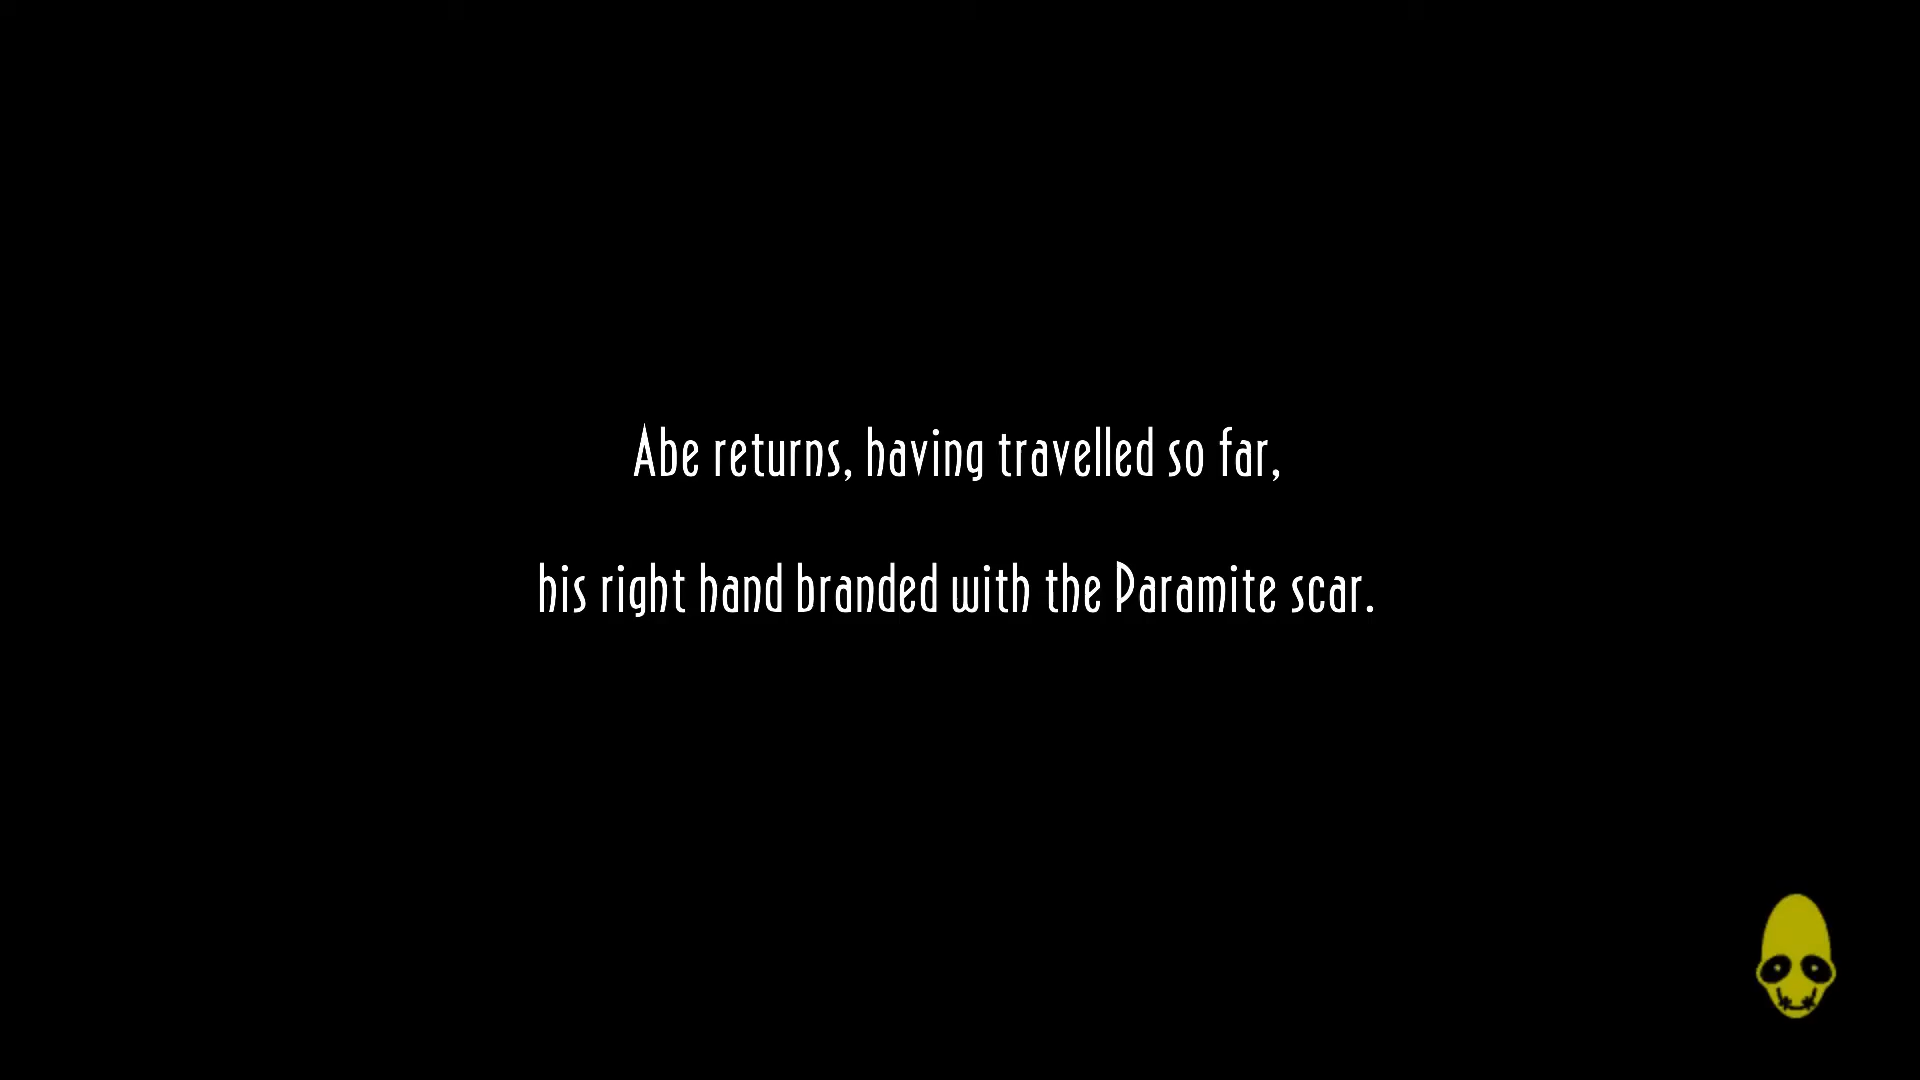 Abe returns, having travelled so far,
his right hand branded with the Paramite scar.